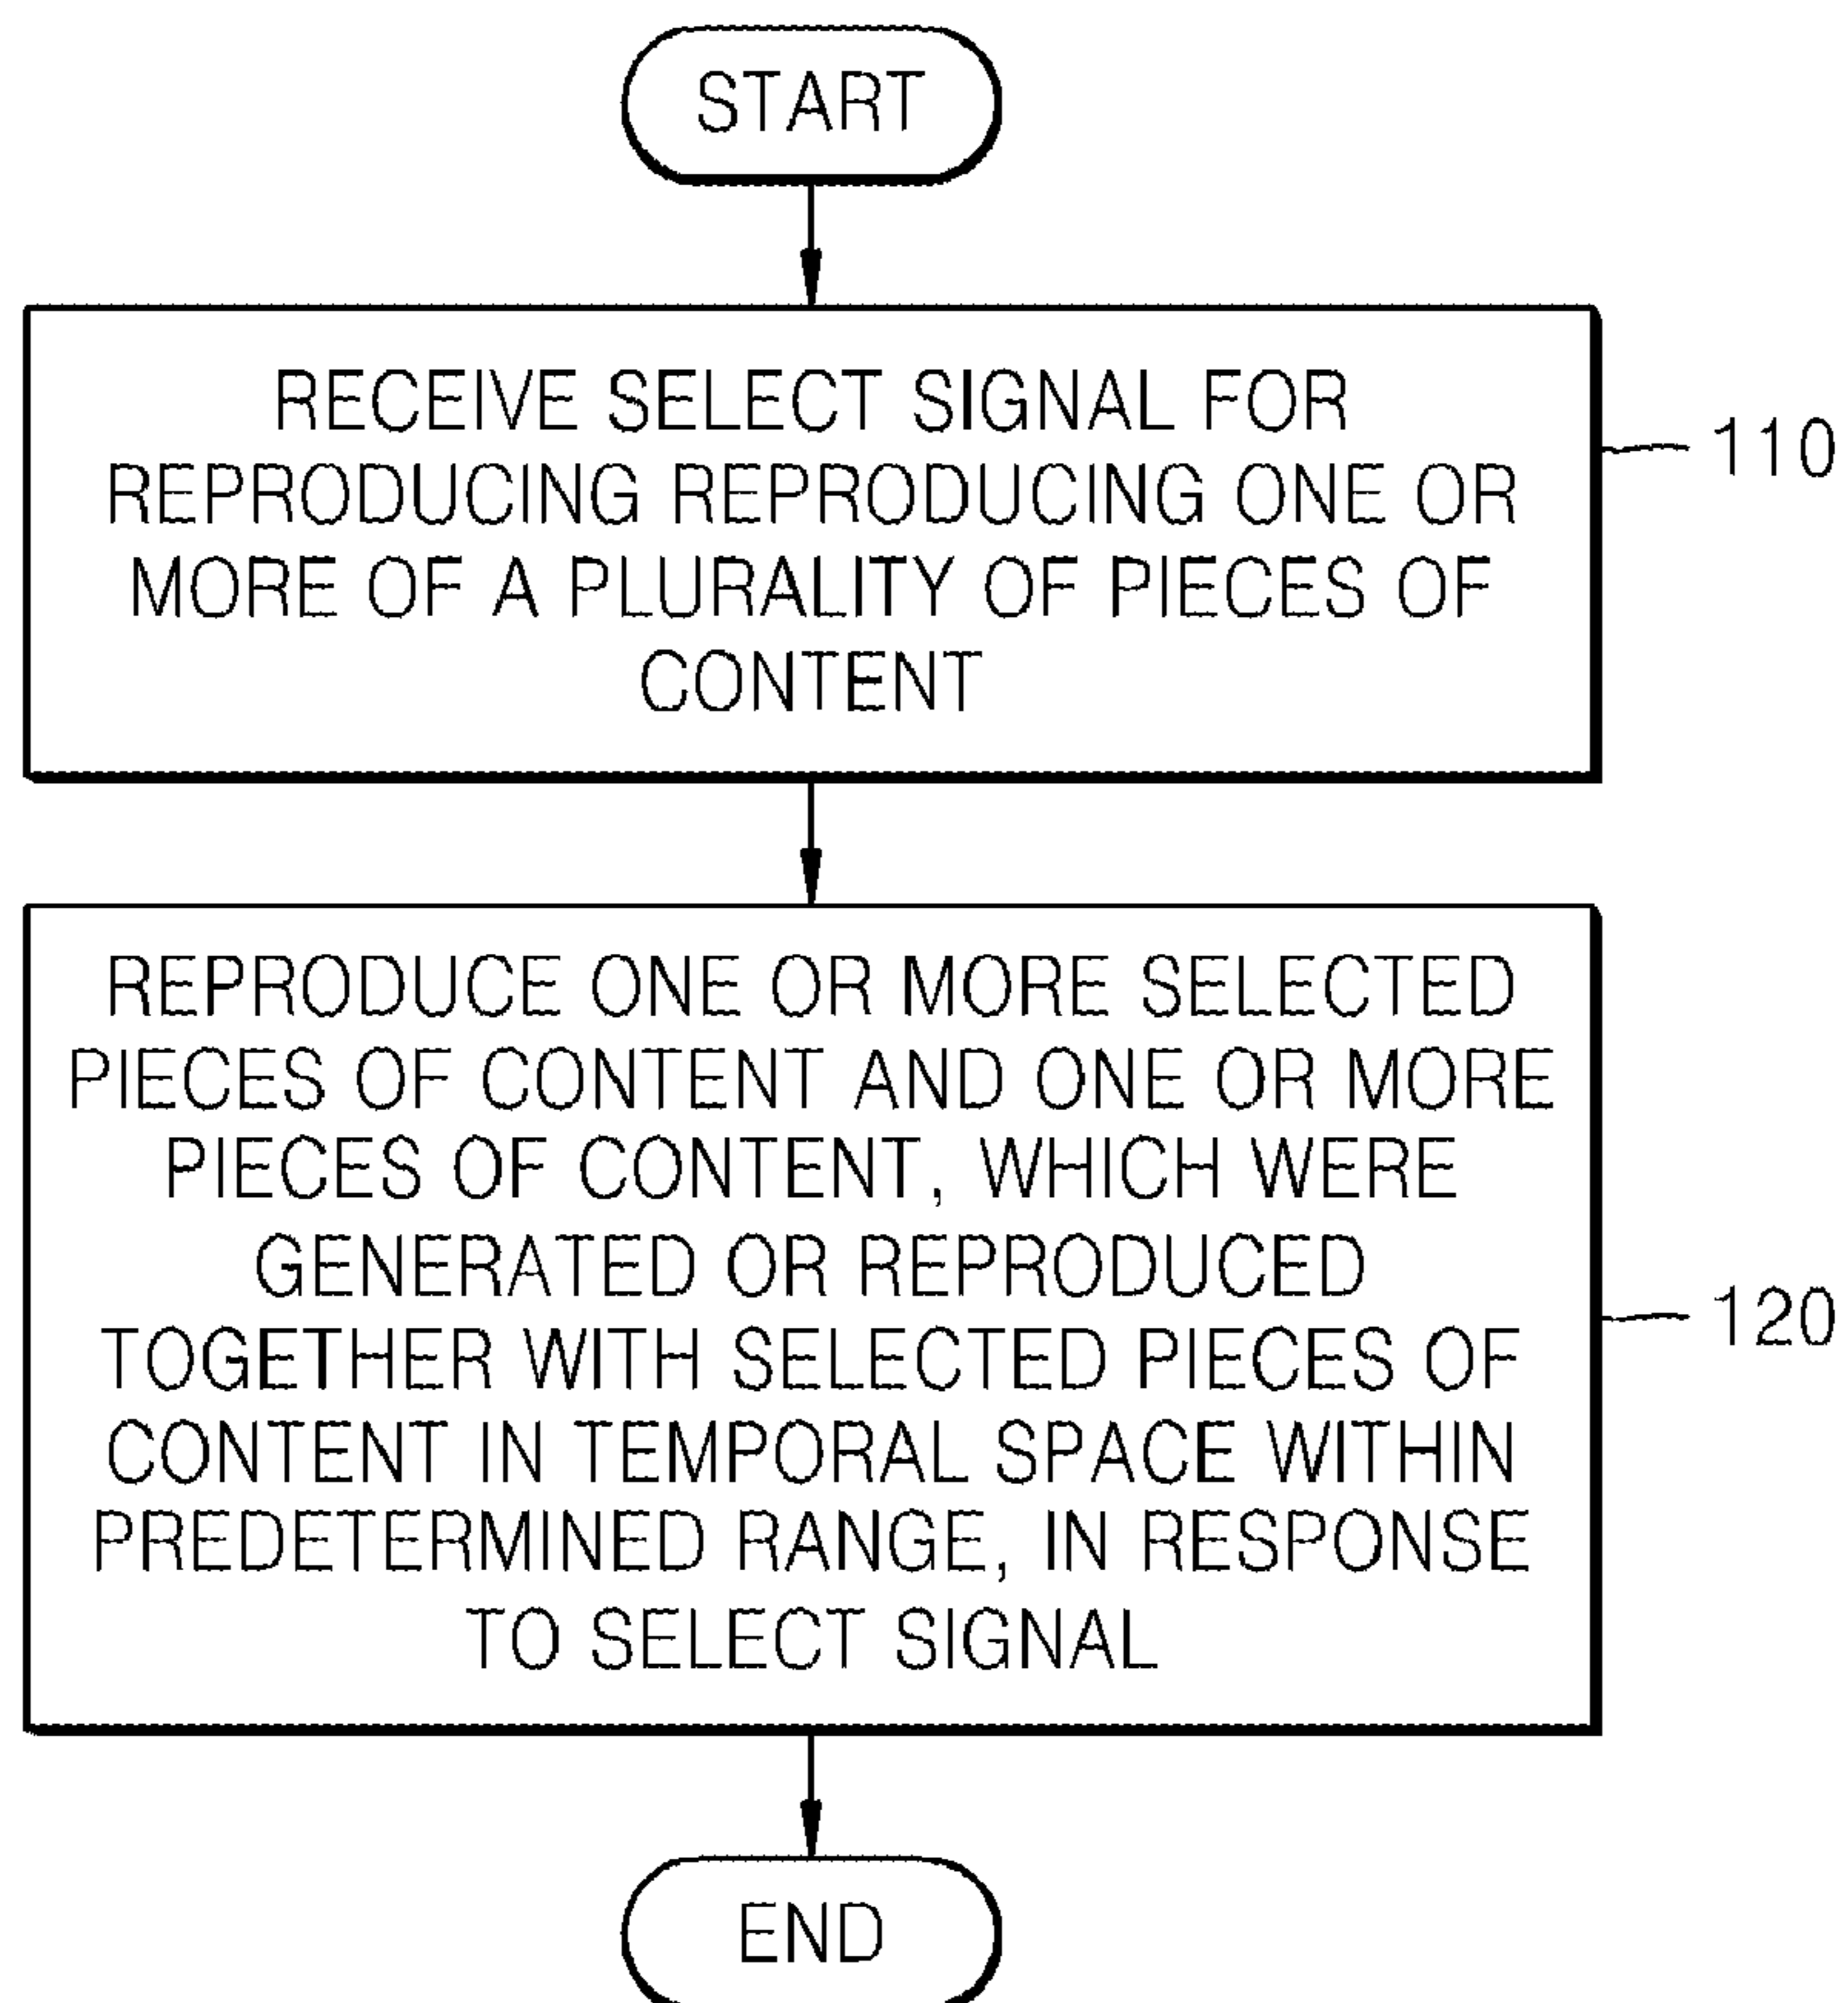 START
RECEIVE SELECT SIGNAL FOR
REPRODUCING REPRODUCING ONE OR
MORE OF A PLURALITY OF PIECES OF
CONTENT
110
REPRODUCE ONE OR MORE SELECTED
PIECES OF CONTENT AND ONE OR MORE
PIECES OF CONTENT, WHICH WERE
GENERATED OR REPRODUCED
TOGETHER WITH SELECTED PIECES OF
CONTENT IN TEMPORAL SPACE WITHIN
PREDETERMINED RANGE, IN RESPONSE
TO SELECT SIGNAL
120
END